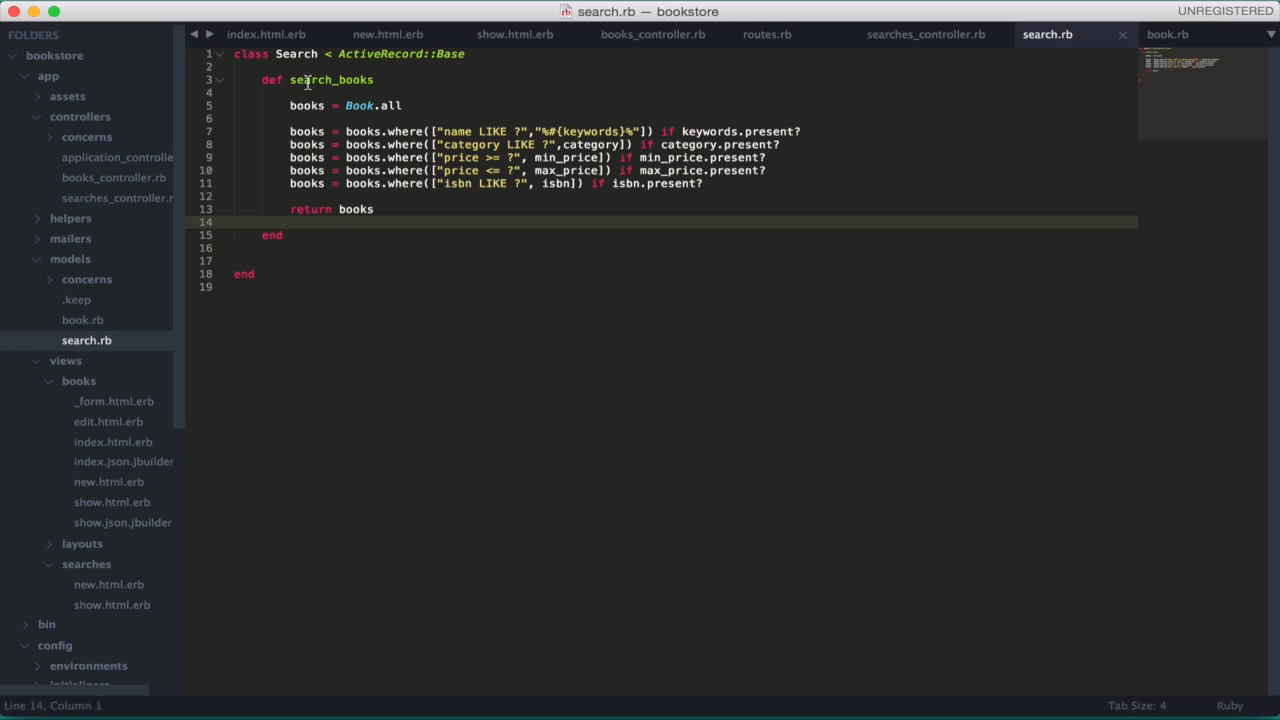 search.rb — bookstore
UNREGISTERED
FOLDERS
bookstore
app
assets
controllers
concerns
application_controlle
books_controller.rb
searches_controller.r
helpers
mailers
models
concerns
.keep
book.rb
search.rb
views
books
_form.html.erb
edit.html.erb
index.html.erb
index.json.jbuilder
new.html.erb
show.html.erb
show.json.jbuilder
layouts
searches
new.html.erb
show.html.erb
bin
config
environments
index.html.erb new.html.erb show.html.erb books_controller.rb routes.rb searches_controller.rb search.rb book.rb
1 class Search < ActiveRecord::Base
2
3 def search_books
4
5 books = Book.all
6
7 books = books.where(["name LIKE ?","%#{keywords}%"]) if keywords.present?
8 books = books.where(["category LIKE ?",category]) if category.present?
9 books = books.where(["price >= ?", min_price]) if min_price.present?
10 books = books.where(["price <= ?", max_price]) if max_price.present?
11 books = books.where(["isbn LIKE ?", isbn]) if isbn.present?
12
13 return books
14
15 end
16
17
18 end
19
Line 14, Column 1
Tab Size: 4
Ruby